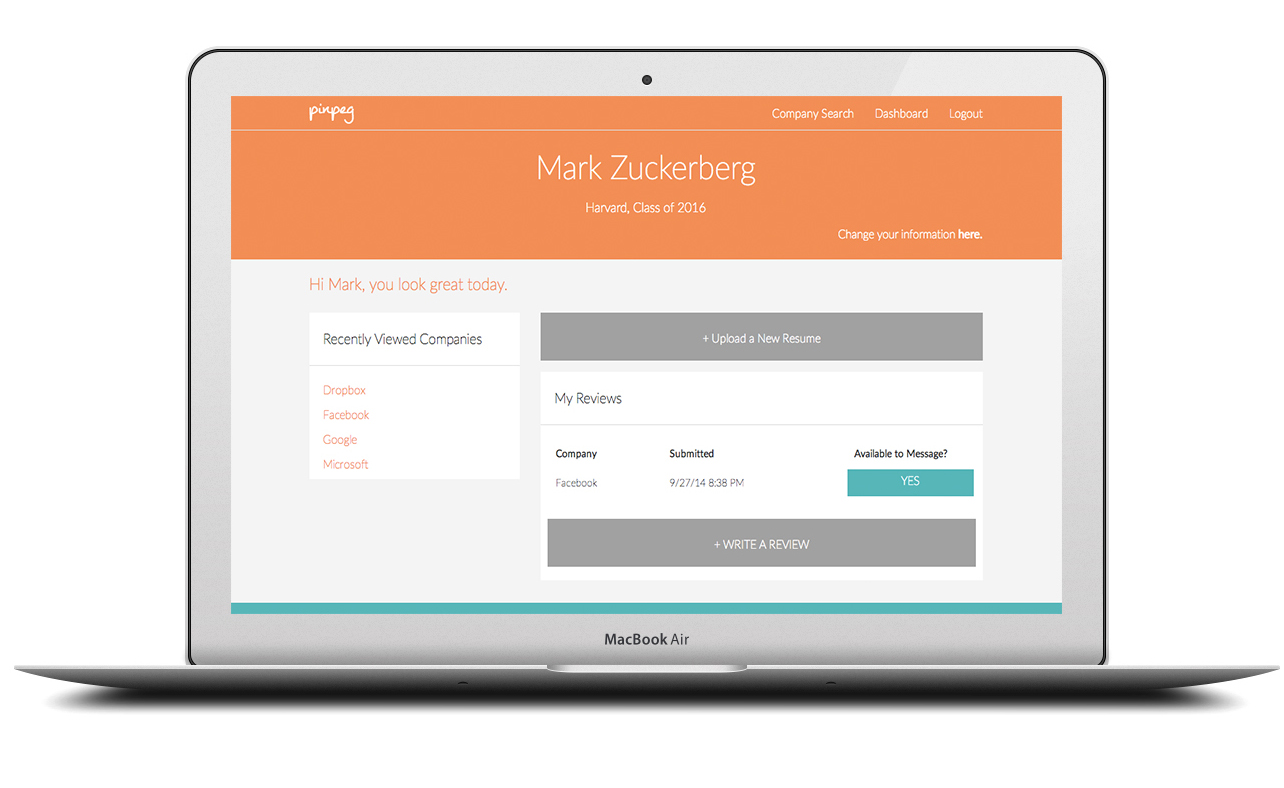 pinpeg
Company Search Dashboard Logout
Mark Zuckerberg
Harvard, Class of 2016
Change your information here.
Hi Mark, you look great today.
Recently Viewed Companies
Dropbox
Facebook
Google
Microsoft
+ Upload a New Resume
My Reviews
Company Submitted Available to Message?
Facebook 9/27/14 8:38 PM YES
+ WRITE A REVIEW
MacBook Air